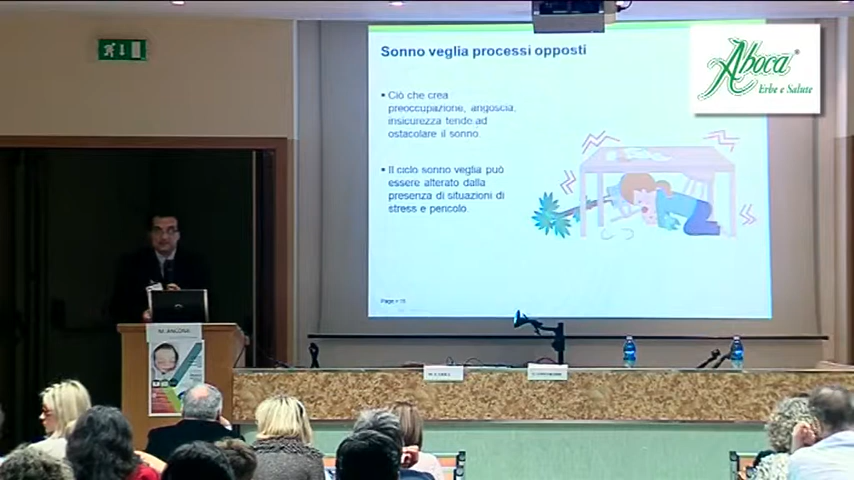 Sonno veglia processi opposti
Aboca®
Erbe e Salute
• Ciò che crea
preoccupazione, angoscia,
insicurezza tende ad
ostacolare il sonno.
• Il ciclo sonno veglia può
essere alterato dalla
presenza di situazioni di
stress e pericolo.
M. ANCONA